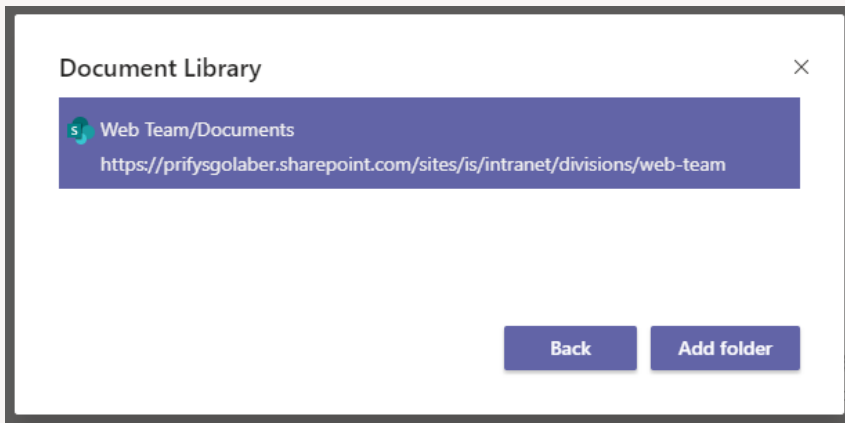 Document Library
S
Web Team/Documents
https://prifysgolaber.sharepoint.com/sites/is/intranet/divisions/web-team
Back
Add folder